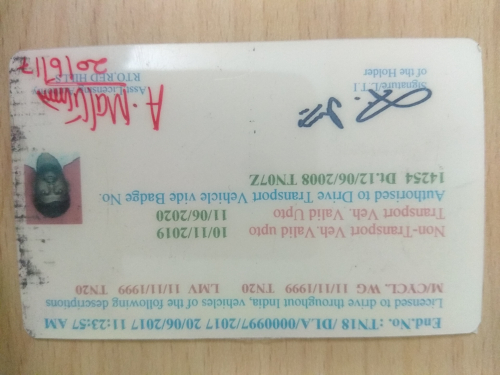 End.No. : TN18 /DLA/0000997/2017 20/06/2017 11:23:57 AM
Licensed to drive throughout India, vehicles of the following descriptions
M/CYCL. WG 11/11/1999 TN20 LMV 11/11/1999 TN20
Non-Transport Veh.Valid upto 10/11/2019
Transport Veh. Valid Upto 11/06/2020
Authorised to Drive Transport Vehicle vide Badge No.
14254 Dt.12/06/2008 TN07Z
Signature/L.T.I
of the Holder
RTO,RED HILLS
20/6/17